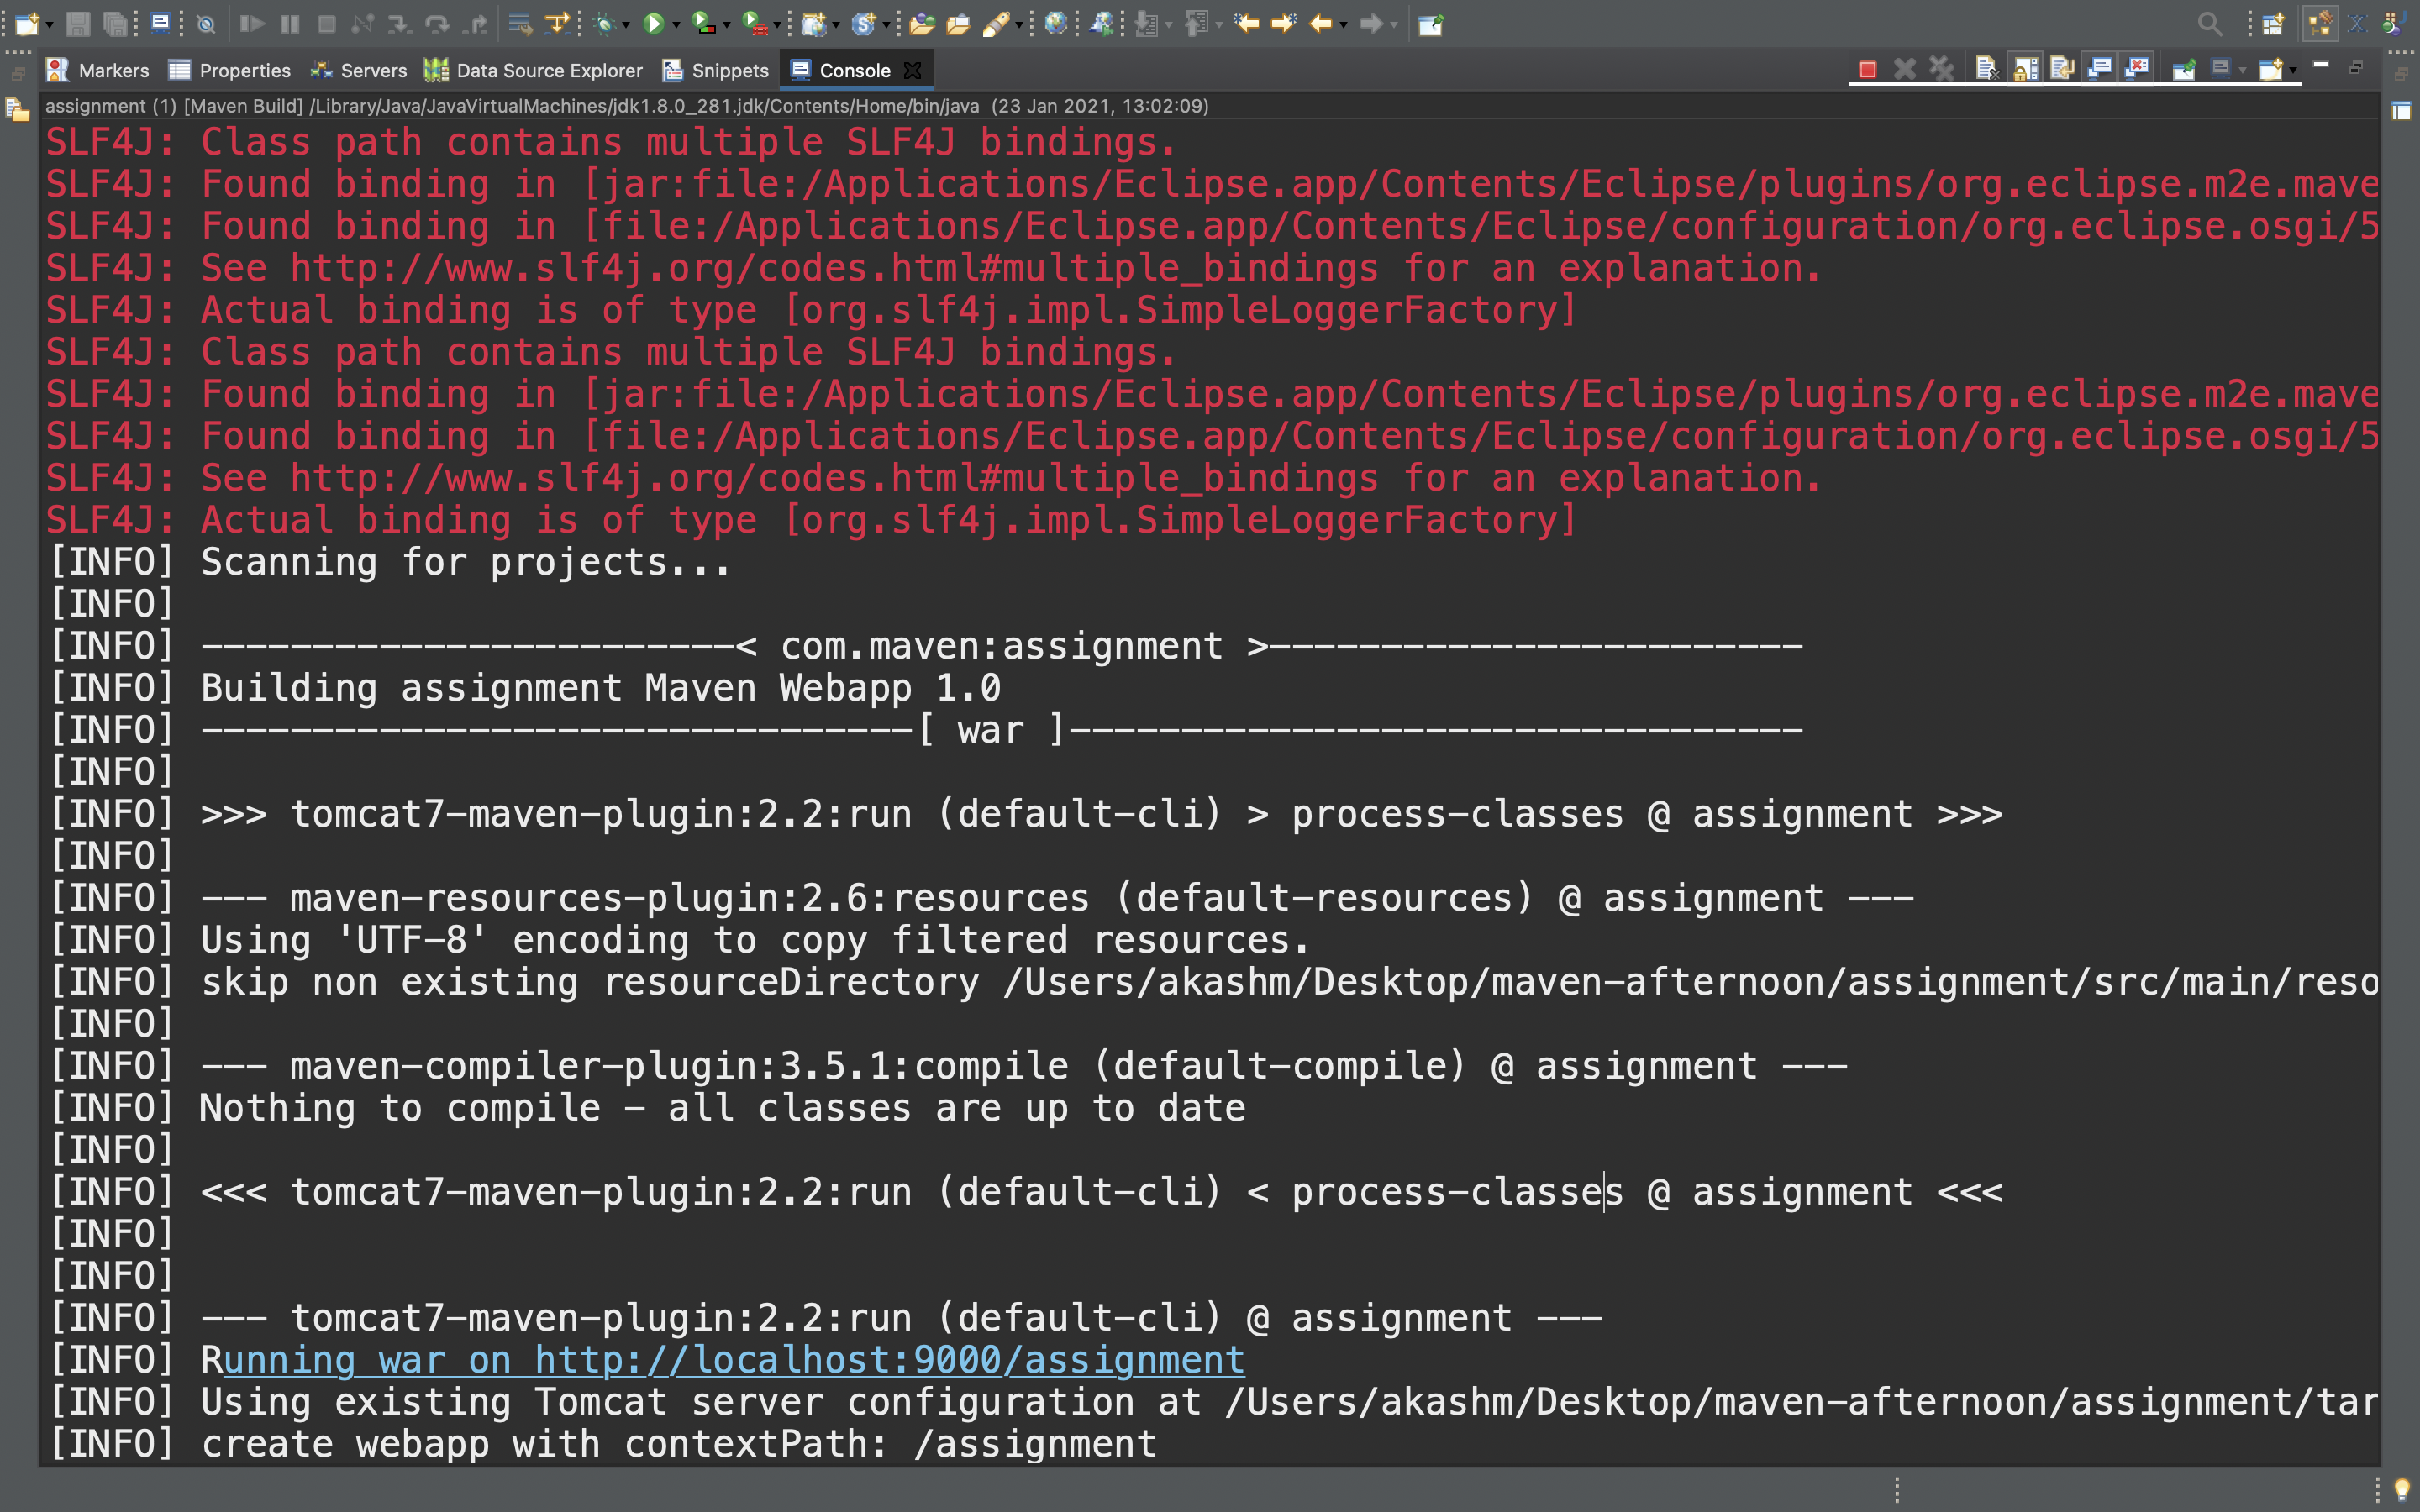 Markers Properties Servers Data Source Explorer Snippets Console
assignment (1) [Maven Build] /Library/Java/JavaVirtualMachines/jdk1.8.0_281.jdk/Contents/Home/bin/java (23 Jan 2021, 13:02:09)
SLF4J: Class path contains multiple SLF4J bindings.
SLF4J: Found binding in [jar:file:/Applications/Eclipse.app/Contents/Eclipse/plugins/org.eclipse.m2e.mave
SLF4J: Found binding in [file:/Applications/Eclipse.app/Contents/Eclipse/configuration/org.eclipse.osgi/5
SLF4J: See http://www.slf4j.org/codes.html#multiple_bindings for an explanation.
SLF4J: Actual binding is of type [org.slf4j.impl.SimpleLoggerFactory]
SLF4J: Class path contains multiple SLF4J bindings.
SLF4J: Found binding in [jar:file:/Applications/Eclipse.app/Contents/Eclipse/plugins/org.eclipse.m2e.mave
SLF4J: Found binding in [file:/Applications/Eclipse.app/Contents/Eclipse/configuration/org.eclipse.osgi/5
SLF4J: See http://www.slf4j.org/codes.html#multiple_bindings for an explanation.
SLF4J: Actual binding is of type [org.slf4j.impl.SimpleLoggerFactory]
[INFO] Scanning for projects...
[INFO]
[INFO] ------------------------< com.maven:assignment >------------------------
[INFO] Building assignment Maven Webapp 1.0
[INFO] --------------------------------[ war ]---------------------------------
[INFO]
[INFO] >>> tomcat7-maven-plugin:2.2:run (default-cli) > process-classes @ assignment >>>
[INFO]
[INFO] --- maven-resources-plugin:2.6:resources (default-resources) @ assignment ---
[INFO] Using 'UTF-8' encoding to copy filtered resources.
[INFO] skip non existing resourceDirectory /Users/akashm/Desktop/maven-afternoon/assignment/src/main/reso
[INFO]
[INFO] --- maven-compiler-plugin:3.5.1:compile (default-compile) @ assignment ---
[INFO] Nothing to compile - all classes are up to date
[INFO]
[INFO] <<< tomcat7-maven-plugin:2.2:run (default-cli) < process-classes @ assignment <<<
[INFO]
[INFO]
[INFO] --- tomcat7-maven-plugin:2.2:run (default-cli) @ assignment ---
[INFO] Running war on http://localhost:9000/assignment
[INFO] Using existing Tomcat server configuration at /Users/akashm/Desktop/maven-afternoon/assignment/tar
[INFO] create webapp with contextPath: /assignment